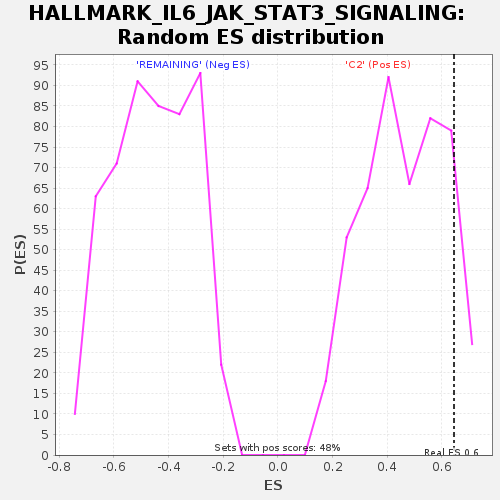 HALLMARK_IL6_JAK_STAT3_SIGNALING:
Random ES distribution
'REMAINING' (Neg ES)
'C2' (Pos ES)
95
90
85
80
75
70
65
60
55
50
45
40
35
30
25
20
15
10
5
0
P(ES)
Sets with pos scores: 48%
Real ES 0.6
-0.8 -0.6 -0.4 -0.2 0.0 0.2 0.4 0.6
ES